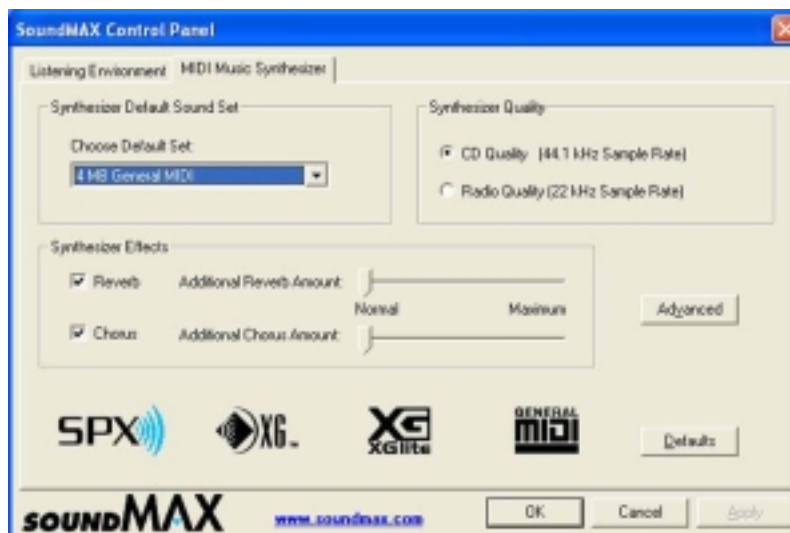 SoundMAX Control Panel
Listening Environment
MIDI Music Synthesizer
Synthesizer Default Sound Set
Choose Default Set:
4 MB General MIDI
Synthesizer Quality
CD Quality (44.1 kHz Sample Rate)
Radio Quality (22 kHz Sample Rate)
Synthesizer Effects
Reverb
Additional Reverb Amount:
Normal
Maximum
Chorus
Additional Chorus Amount:
Advanced
SPX
XG
XG
XGlite
GENERAL
MIDI
Defaults
SOUNDMAX
www.soundmax.com
OK
Cancel
Apply